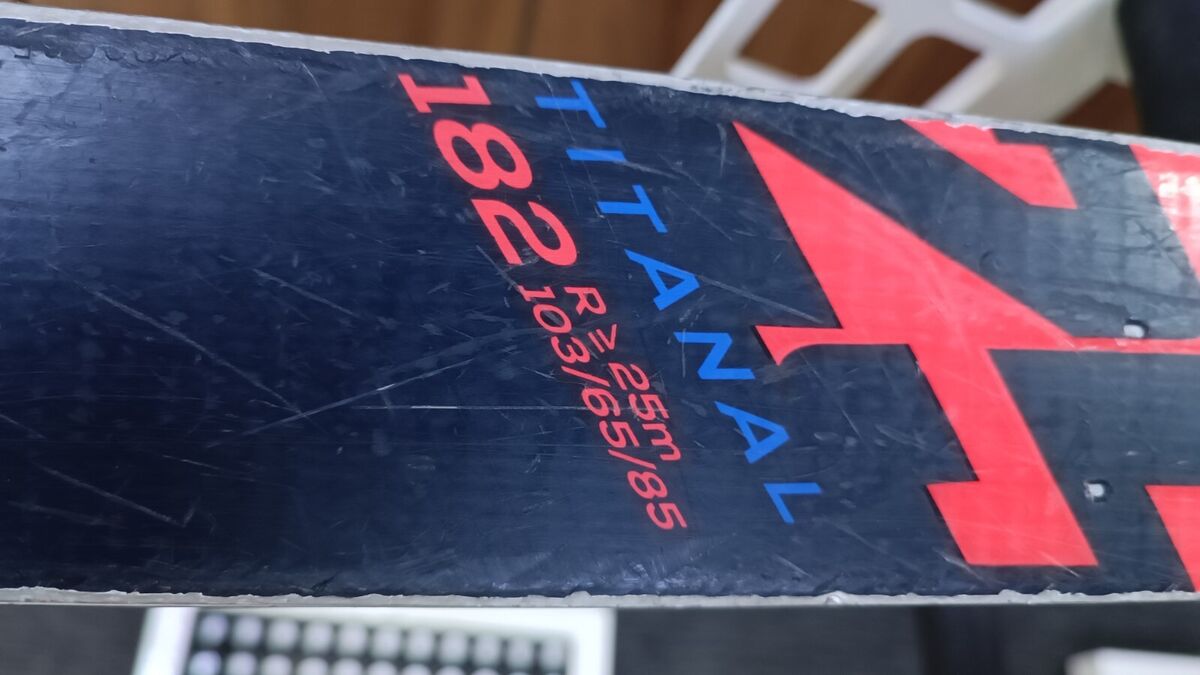 TITANAL
182
R ⩾ 25m
103/65/85